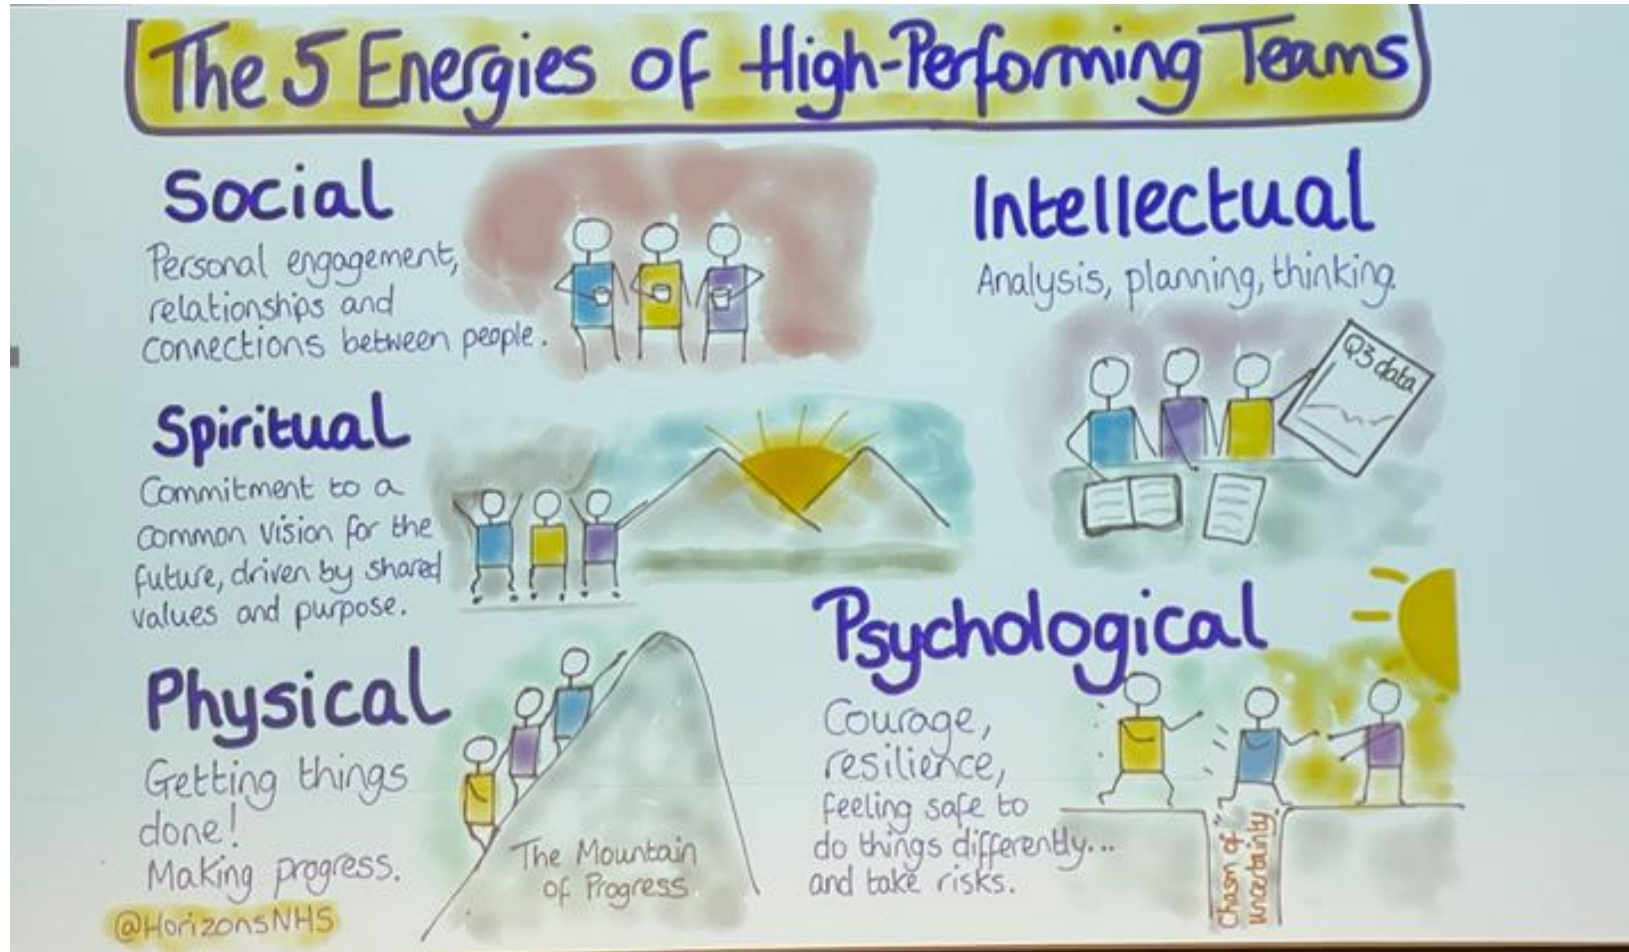 The 5 Energies of High-Performing Teams
Social
Personal engagement,
relationships and
connections between people.
Intellectual
Analysis, planning, thinking.
Q3 data
Spiritual
Commitment to a
common vision for the
future, driven by shared
values and purpose.
Physical
Getting things
done!
Making progress.
The Mountain
of Progress
Psychological
Courage,
resilience,
feeling safe to
do things differently...
and take risks.
Chasm of
uncertainty
@HorizonsNHS